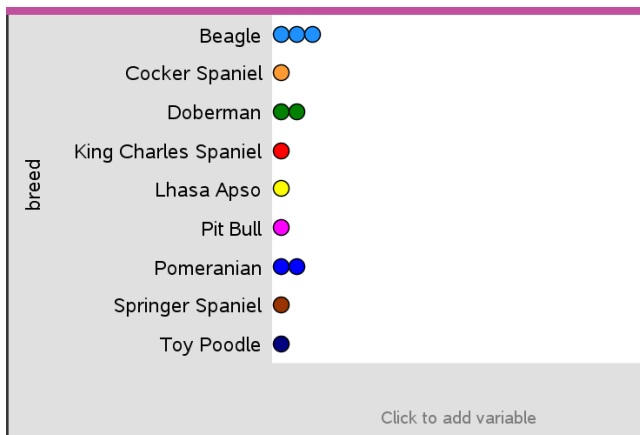 Beagle
Cocker Spaniel
Doberman
King Charles Spaniel
Lhasa Apso
Pit Bull
Pomeranian
Springer Spaniel
Toy Poodle
breed
Click to add variable